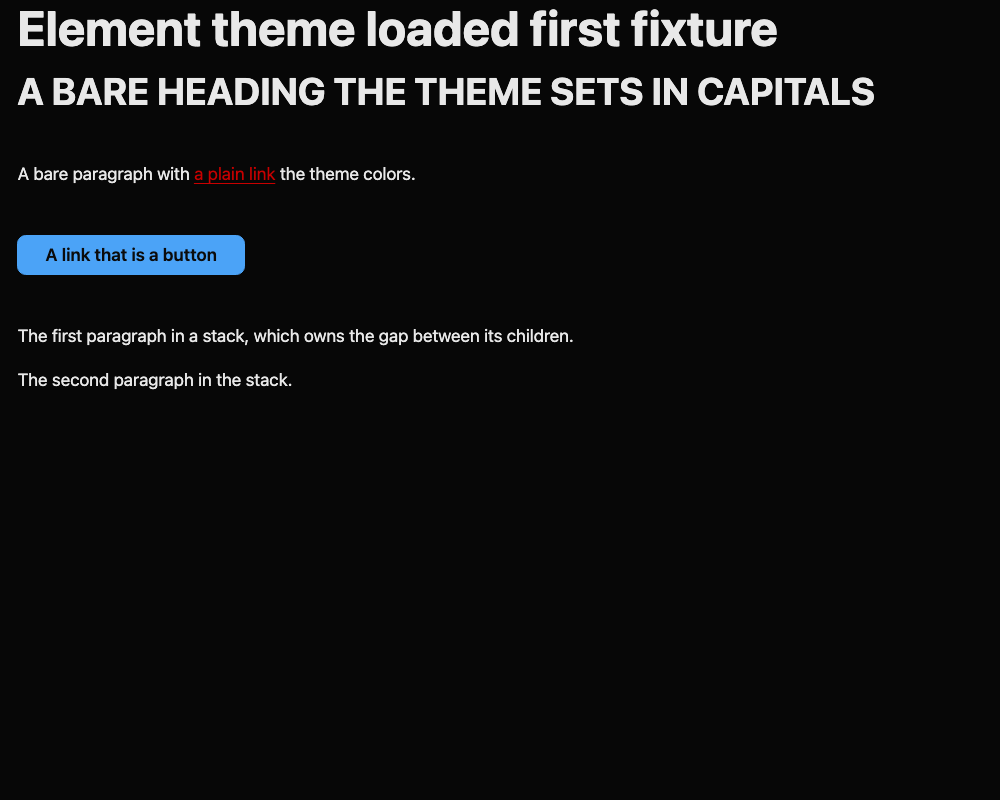 Element theme loaded first fixture
A BARE HEADING THE THEME SETS IN CAPITALS
A bare paragraph with a plain link the theme colors.
A link that is a button
The first paragraph in a stack, which owns the gap between its children.
The second paragraph in the stack.